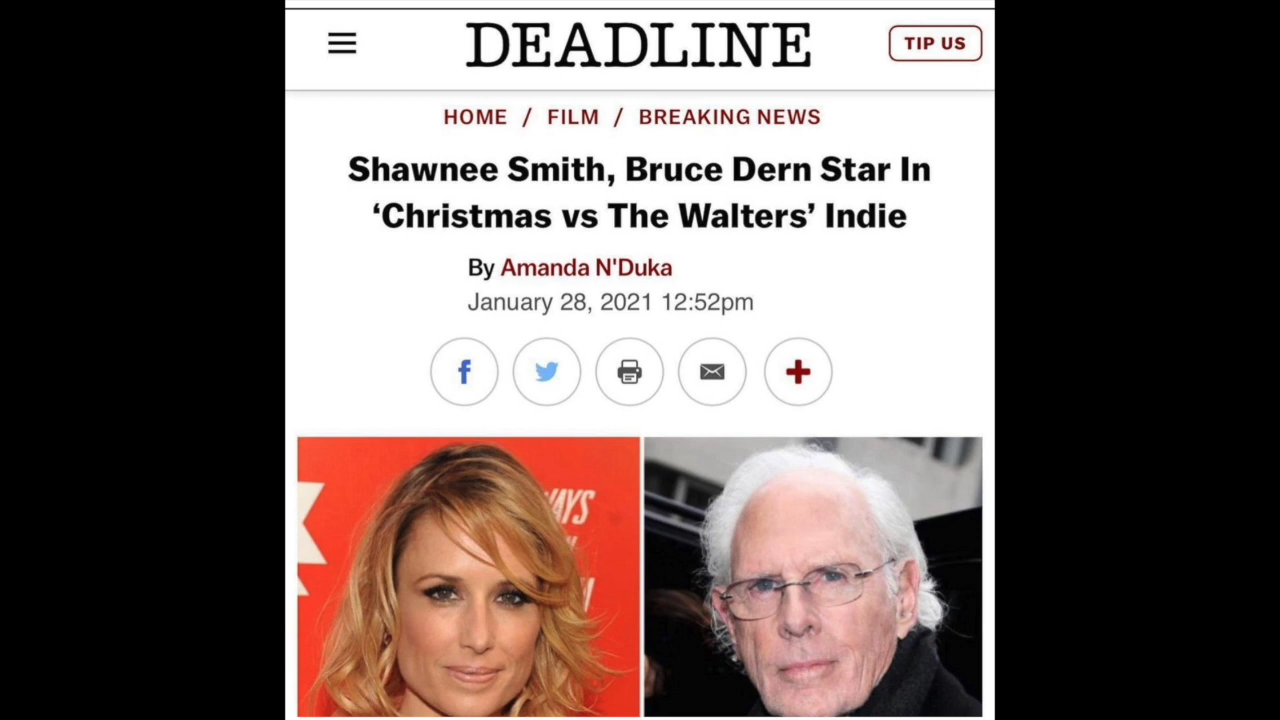 DEADLINE
TIP US
HOME / FILM / BREAKING NEWS
Shawnee Smith, Bruce Dern Star In
‘Christmas vs The Walters’ Indie
By Amanda N'Duka
January 28, 2021 12:52pm